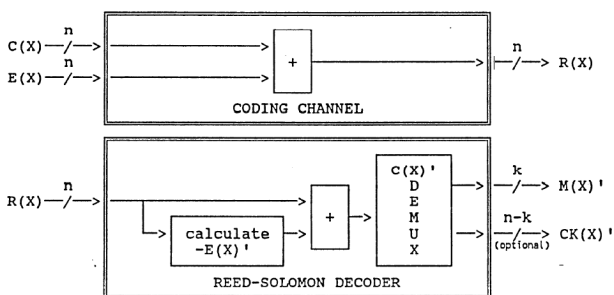 C(X) n
E(X) n
+
n R(X)
CODING CHANNEL
R(X) n
calculate
-E(X)'
+
C(X)'
D
E
M
U
X
k M(X)'
n-k CK(X)'
(optional)
REED-SOLOMON DECODER